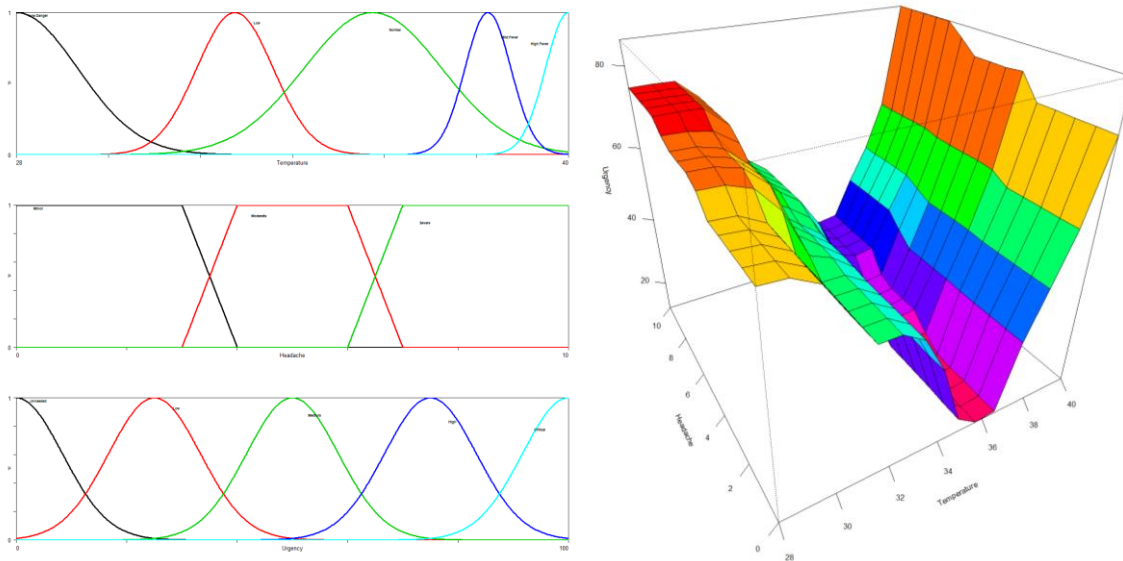 1
Low
Normal
Mild Fever
High Fever
28
Temperature
40
1
Minor
Moderate
Severe
0
0
Headache
10
1
Low
Medium
High
Critical
0
0
Urgency
100
80
60
Urgency
40
20
10
8
6
4
2
0
Headache
28
30
32
34
36
38
40
Temperature